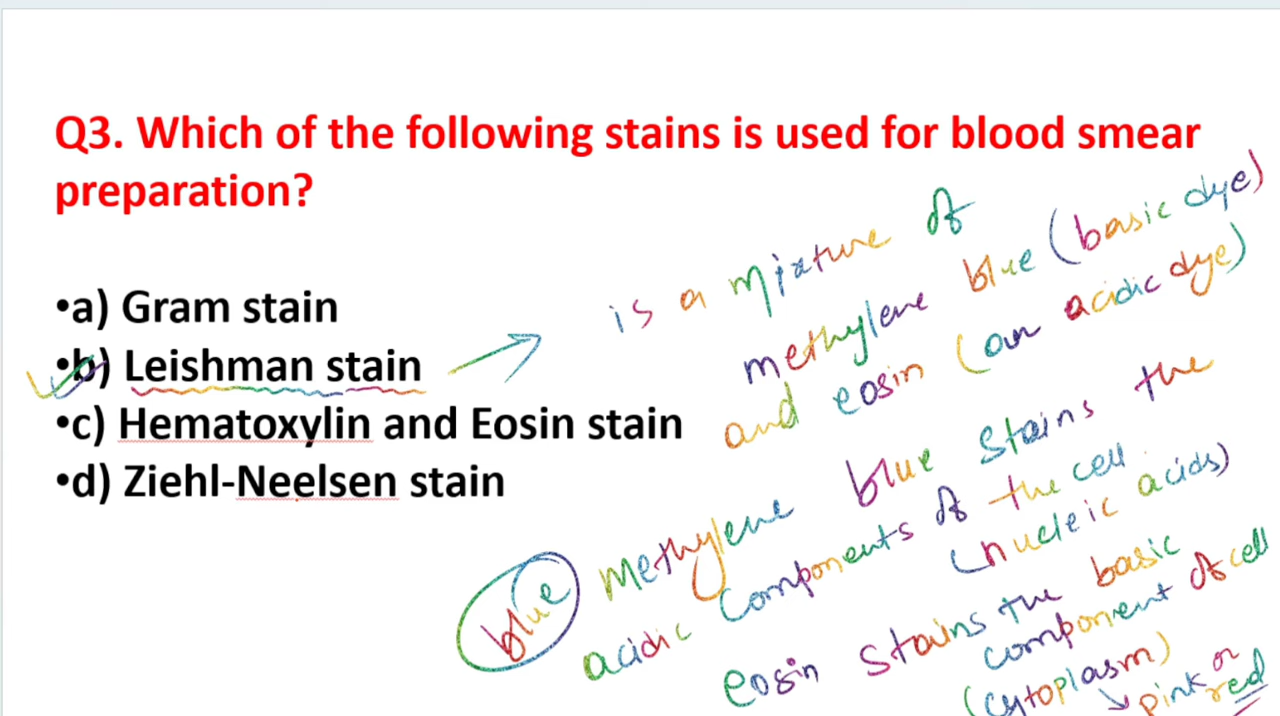 Q3. Which of the following stains is used for blood smear
preparation?
•a) Gram stain
•b) Leishman stain
•c) Hematoxylin and Eosin stain
•d) Ziehl-Neelsen stain
is a mixture of
methylene blue (basic dye)
and eosin (an acidic dye)
blue methylene blue stains the
acidic components of the cell
(nucleic acids)
eosin stains the basic
component of cell
(cytoplasm)
pink or
red